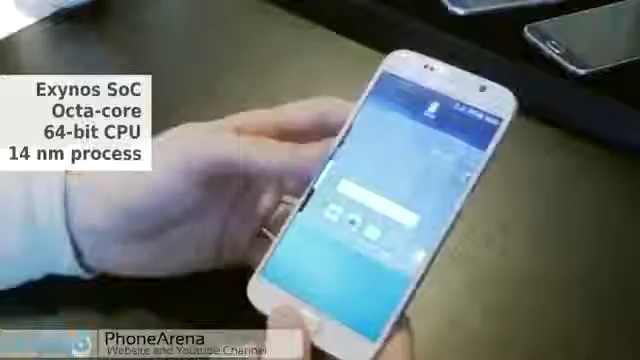 Exynos SoC
Octa-core
64-bit CPU
14 nm process
PhoneArena
Website and Youtube Channel